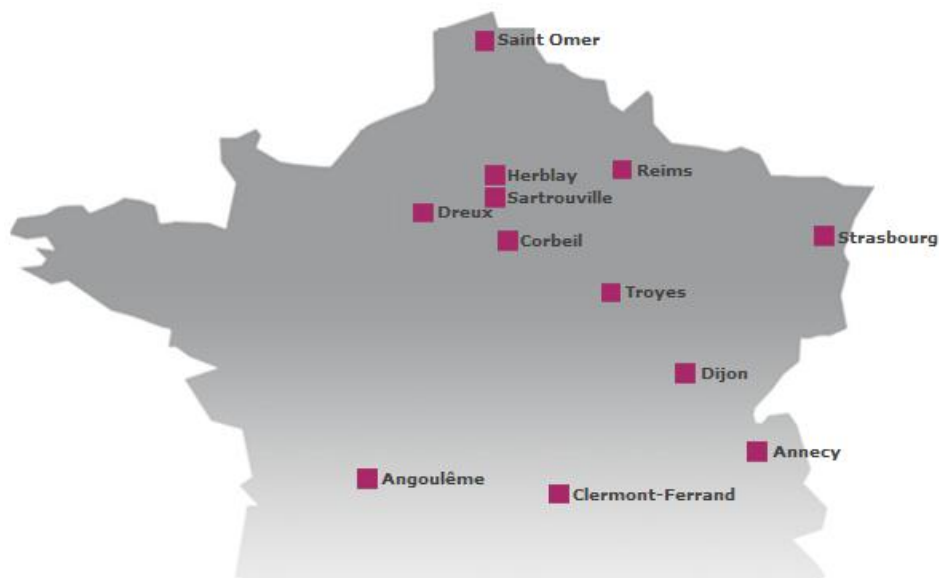 Saint Omer
Reims
Herblay
Sartrouville
Dreux
Strasbourg
Corbeil
Troyes
Dijon
Annecy
Angoulême
Clermont-Ferrand